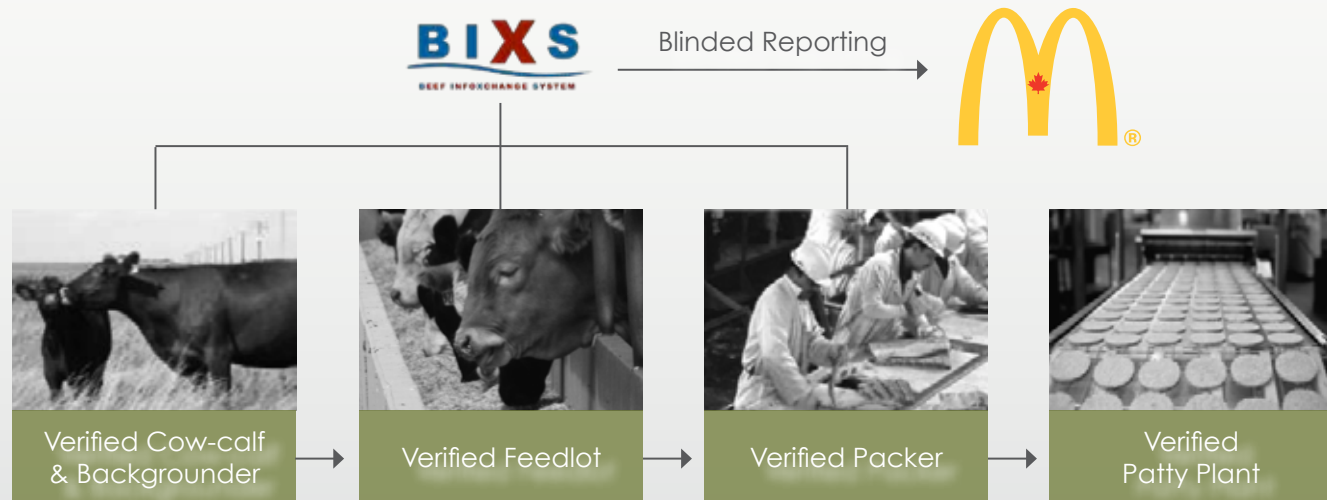 BIXS
BEEF INFOXCHANGE SYSTEM
Blinded Reporting
®
Verified Cow-calf
& Backgrounder
Verified Feedlot
Verified Packer
Verified
Patty Plant